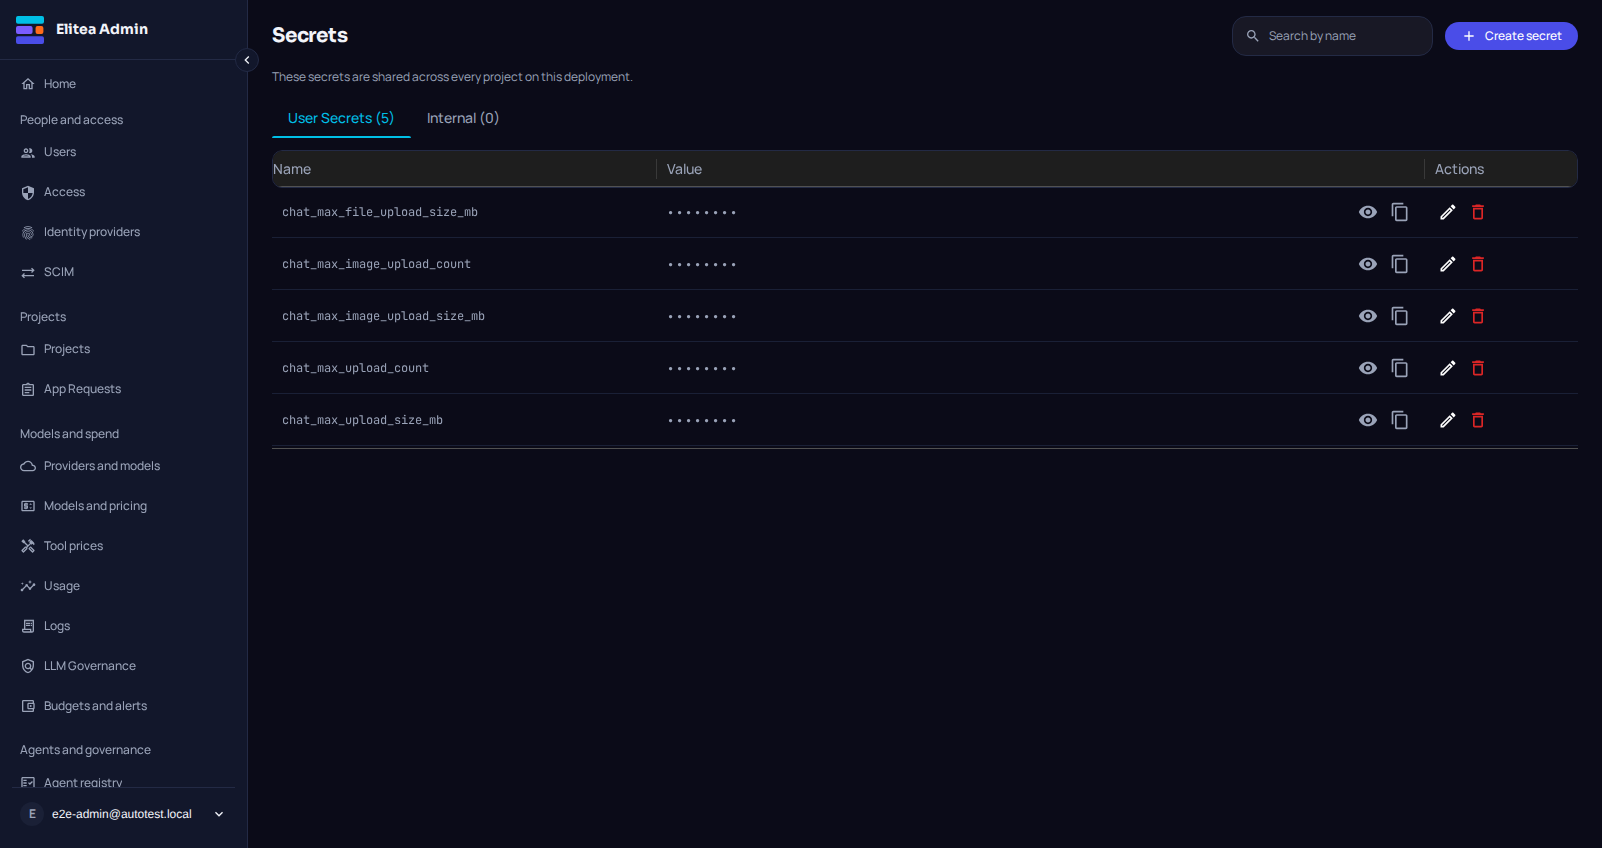 Elitea Admin
Home
People and access
Users
Access
Identity providers
SCIM
Projects
Projects
App Requests
Models and spend
Providers and models
Models and pricing
Tool prices
Usage
Logs
LLM Governance
Budgets and alerts
Agents and governance
Agent registry
E e2e-admin@autotest.local
Secrets
Search by name
Create secret
These secrets are shared across every project on this deployment.
User Secrets (5) Internal (0)
Name Value Actions
chat_max_file_upload_size_mb ••••••••
chat_max_image_upload_count ••••••••
chat_max_image_upload_size_mb ••••••••
chat_max_upload_count ••••••••
chat_max_upload_size_mb ••••••••